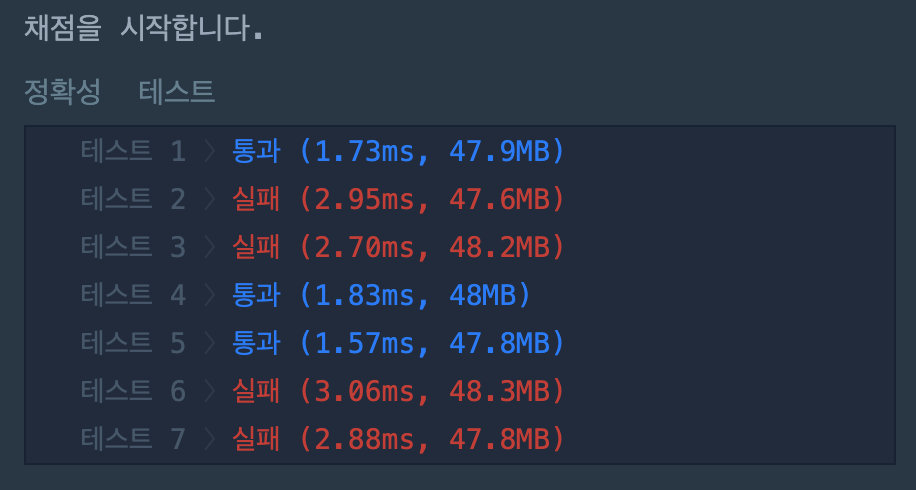 채점을 시작합니다.
정확성 테스트
테스트 1 > 통과 (1.73ms, 47.9MB)
테스트 2 > 실패 (2.95ms, 47.6MB)
테스트 3 > 실패 (2.70ms, 48.2MB)
테스트 4 > 통과 (1.83ms, 48MB)
테스트 5 > 통과 (1.57ms, 47.8MB)
테스트 6 > 실패 (3.06ms, 48.3MB)
테스트 7 > 실패 (2.88ms, 47.8MB)